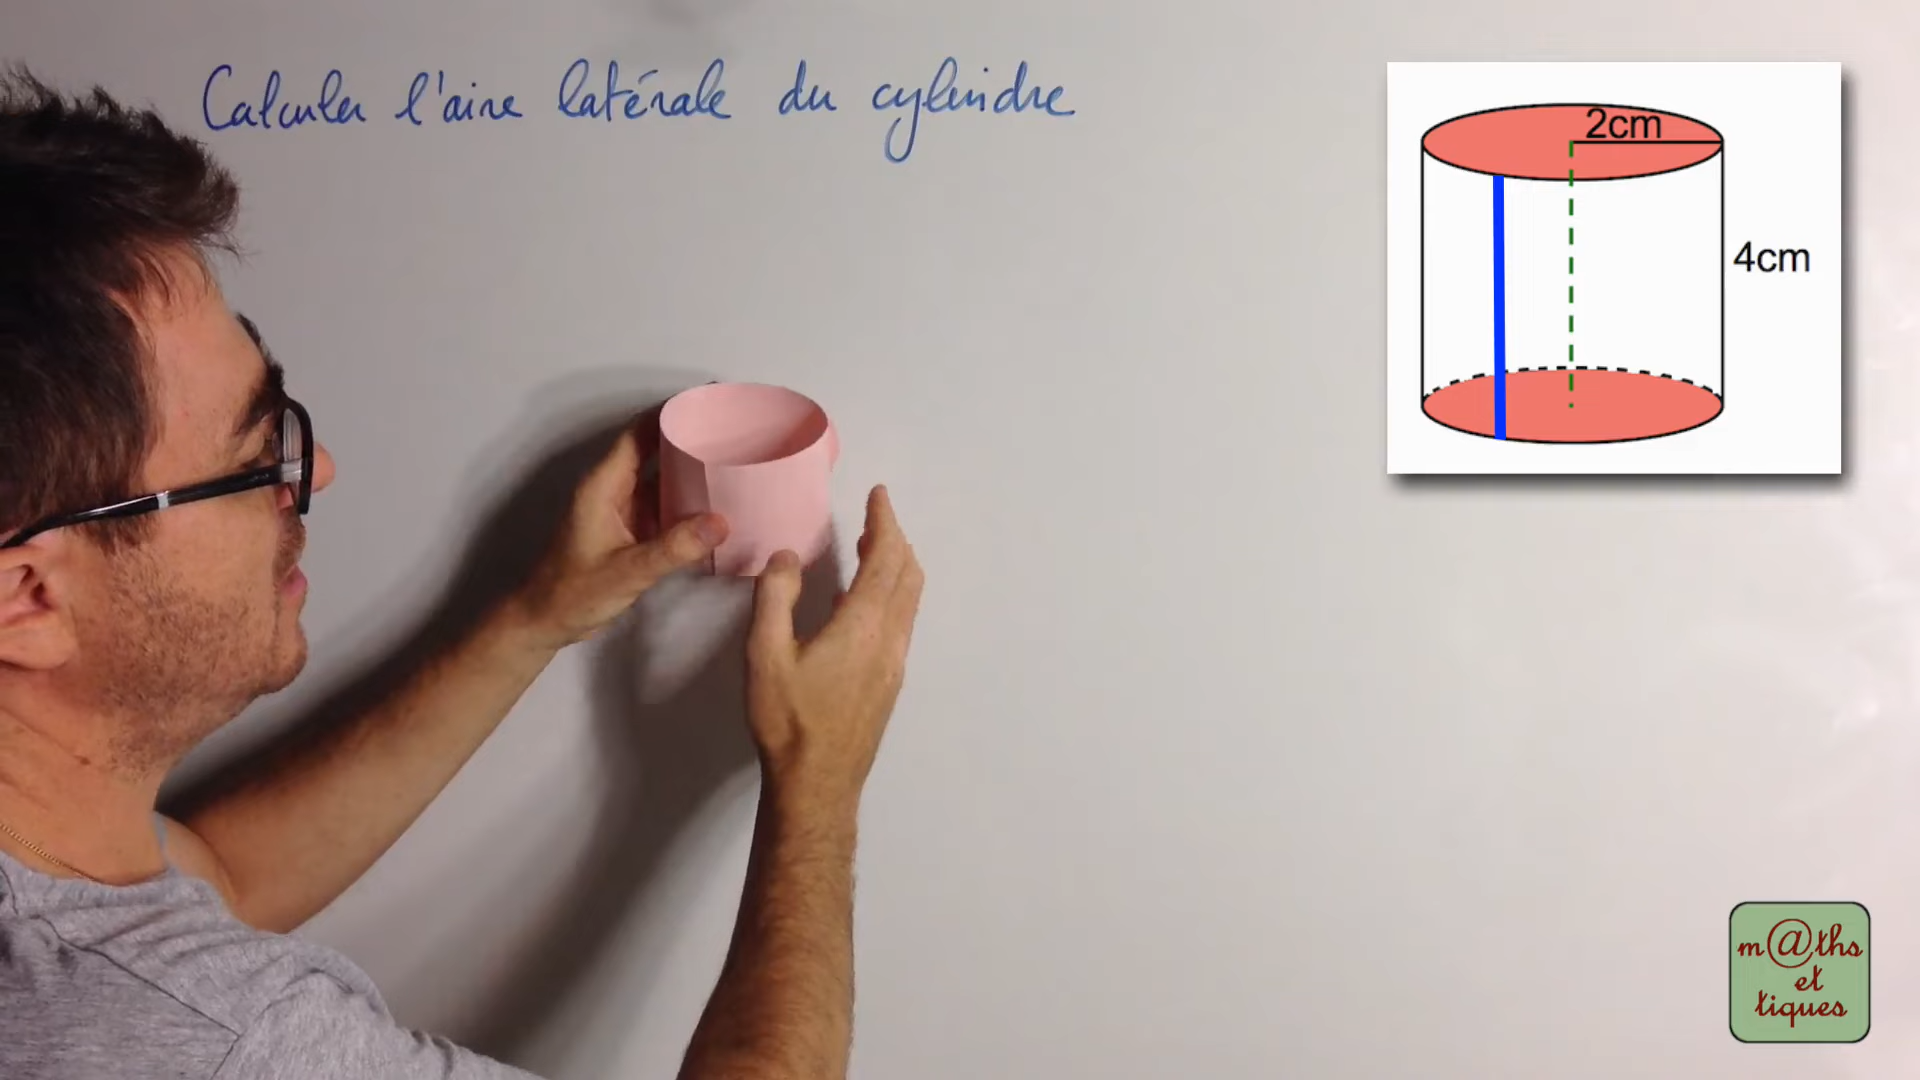 Calculer l'aire latérale du cylindre
2cm
4cm
m@ths
et
tiques